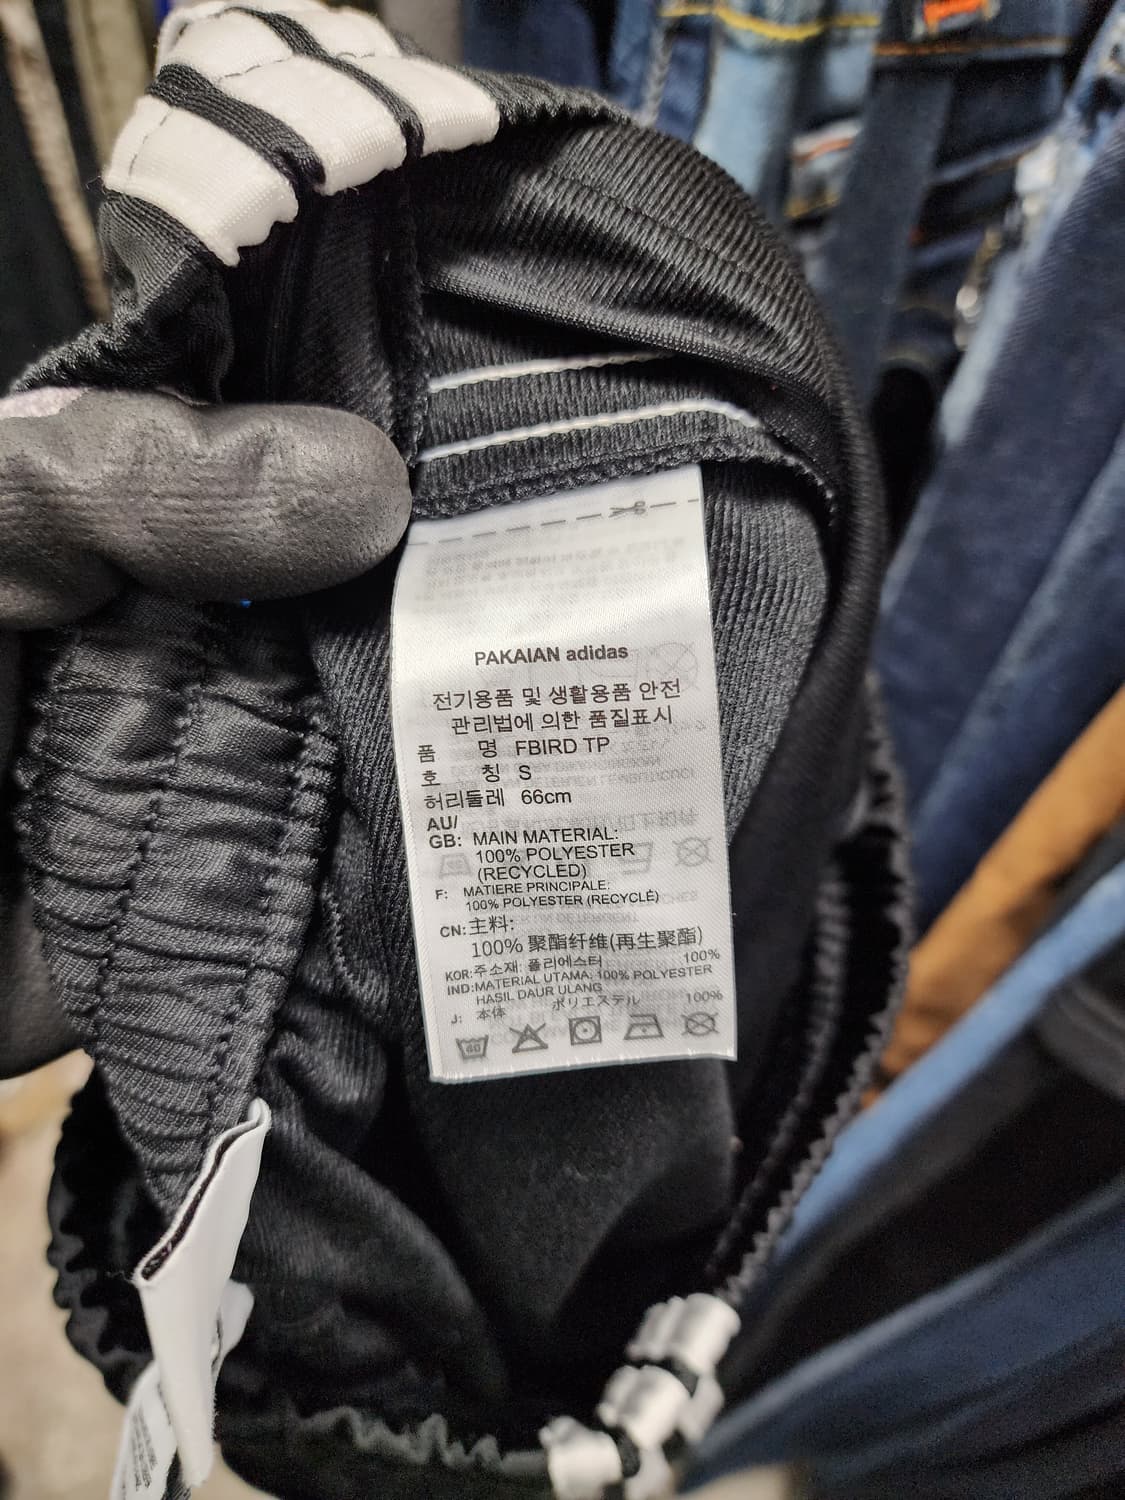 PAKAIAN adidas
전기용품 및 생활용품 안전
관리법에 의한 품질표시
품 명 FBIRD TP
호 칭 S
허리둘레 66cm
AU/
GB: MAIN MATERIAL:
100% POLYESTER
(RECYCLED)
F: MATIERE PRINCIPALE:
100% POLYESTER (RECYCLÉ)
CN: 主料:
100% 聚酯纤维(再生聚酯)
KOR: 주소재: 폴리에스터 100%
IND: MATERIAL UTAMA: 100% POLYESTER
HASIL DAUR ULANG
J: 本体 ポリエステル 100%